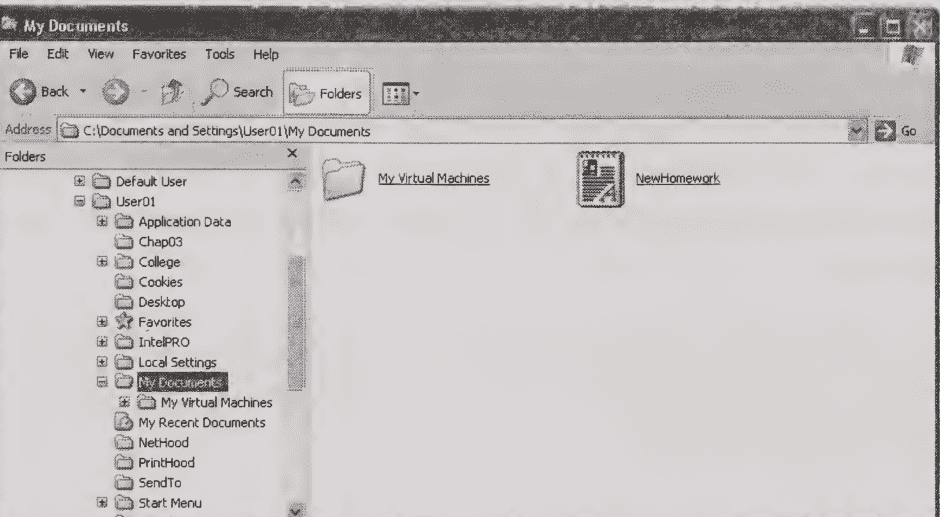 My Documents
File Edit View Favorites Tools Help
Back Search Folders
Address C:\Documents and Settings\User01\My Documents Go
Folders
Default User
User01
Application Data
Chap03
College
Cookies
Desktop
Favorites
IntelPRO
Local Settings
My Documents
My Virtual Machines
My Recent Documents
NetHood
PrintHood
SendTo
Start Menu
My Virtual Machines NewHomework